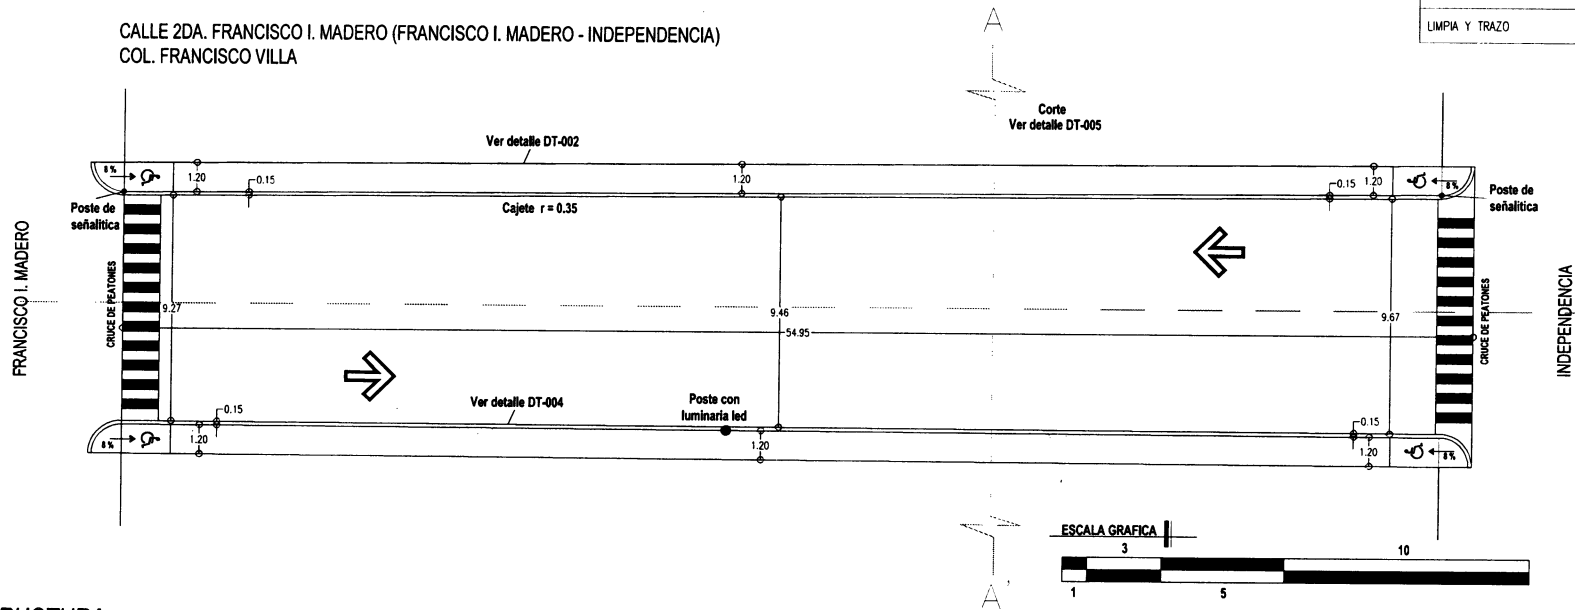 CALLE 2DA. FRANCISCO I. MADERO (FRANCISCO I. MADERO - INDEPENDENCIA)
COL. FRANCISCO VILLA
LIMPIA Y TRAZO
A
Corte
Ver detalle DT-005
Ver detalle DT-002
8 %
1.20
0.15
1.20
0.15
1.20
8 %
Poste de
señalitica
Cajete r = 0.35
Poste de
señalitica
FRANCISCO I. MADERO
CRUCE DE PEATONES
9.27
9.46
54.95
9.67
CRUCE DE PEATONES
INDEPENDENCIA
Ver detalle DT-004
Poste con
luminaria led
0.15
0.15
8 %
1.20
1.20
1.20
8 %
ESCALA GRAFICA
3
10
1
5
A'